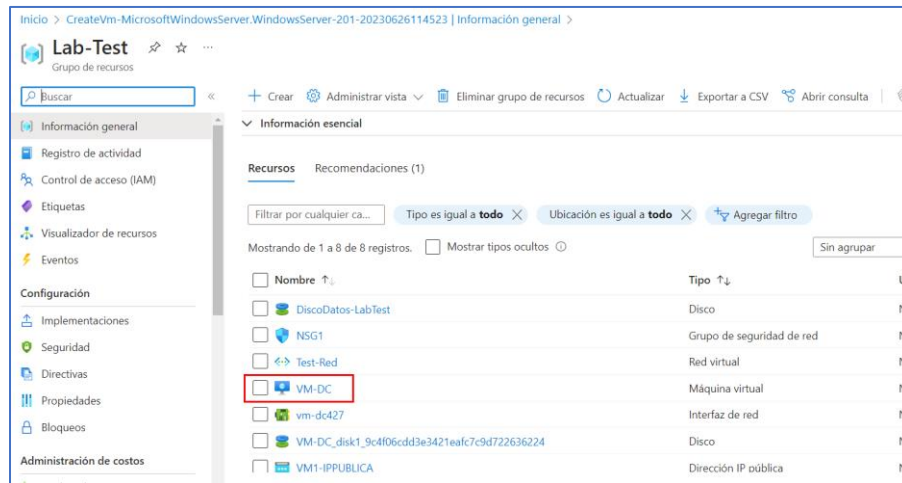 Inicio > CreateVm-MicrosoftWindowsServer.WindowsServer-201-20230626114523 | Información general >
Lab-Test
Grupo de recursos
Buscar
+ Crear Administrar vista Eliminar grupo de recursos Actualizar Exportar a CSV Abrir consulta
Información general
Información esencial
Registro de actividad
Recursos Recomendaciones (1)
Control de acceso (IAM)
Etiquetas
Filtrar por cualquier ca... Tipo es igual a todo Ubicación es igual a todo Agregar filtro
Visualizador de recursos
Mostrando de 1 a 8 de 8 registros. Mostrar tipos ocultos Sin agrupar
Eventos
Nombre ↑↓ Tipo ↑↓
Configuración
DiscoDatos-LabTest Disco
Implementaciones
NSG1 Grupo de seguridad de red
Seguridad
Test-Red Red virtual
Directivas
VM-DC Máquina virtual
Propiedades
vm-dc427 Interfaz de red
Bloqueos
VM-DC_disk1_9c4f06cdd3e3421eafc7c9d722636224 Disco
Administración de costos
VM1-IPPUBLICA Dirección IP pública